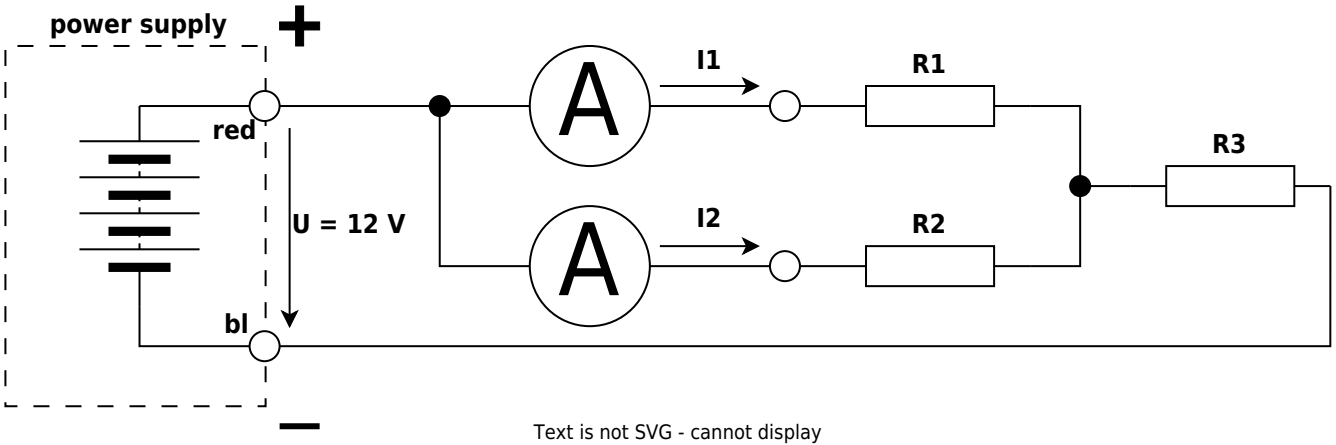 power supply
+
A
I1
R1
red
R3
U = 12 V
A
I2
R2
bl
−
Text is not SVG - cannot display